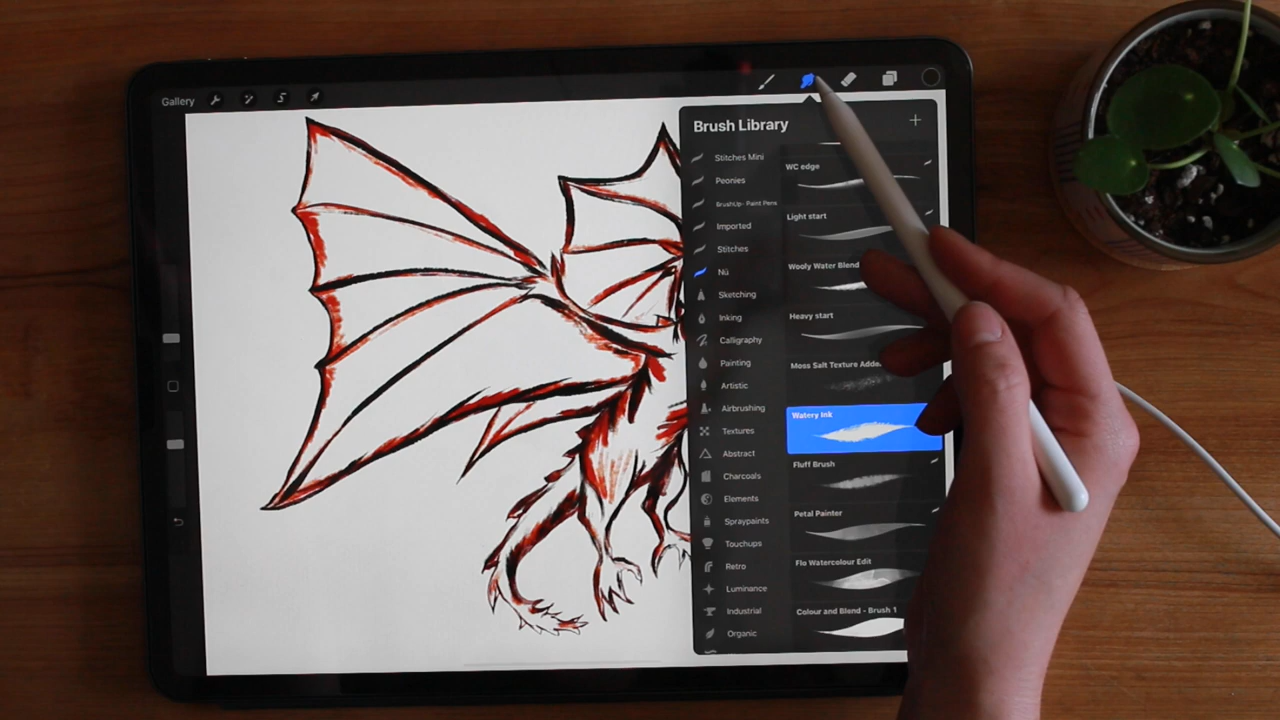 Gallery
Brush Library
Stitches Mini
Peonies
BrushUp- Paint Pens
Imported
Stitches
Nü
Sketching
Inking
Calligraphy
Painting
Artistic
Airbrushing
Textures
Abstract
Charcoals
Elements
Spraypaints
Touchups
Retro
Luminance
Industrial
Organic
WC edge
Light start
Wooly Water Blend
Heavy start
Moss Salt Texture
Watery Ink
Fluff Brush
Petal Painter
Flo Watercolour Edit
Colour and Blend - Brush 1